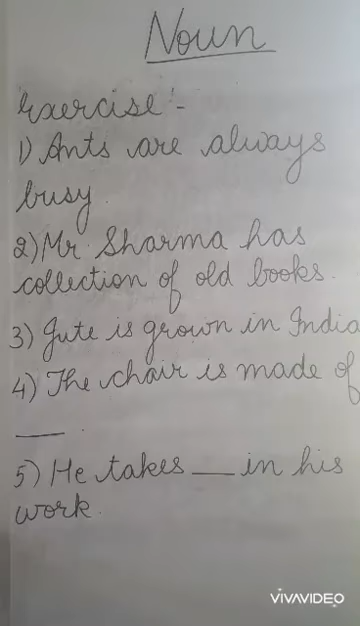 Noun
Exercise:-
1) Ants are always
busy.
2) Mr. Sharma has
collection of old books.
3) Jute is grown in India
4) The chair is made of
___.
5) He takes ___ in his
work.
VIVAVIDEO